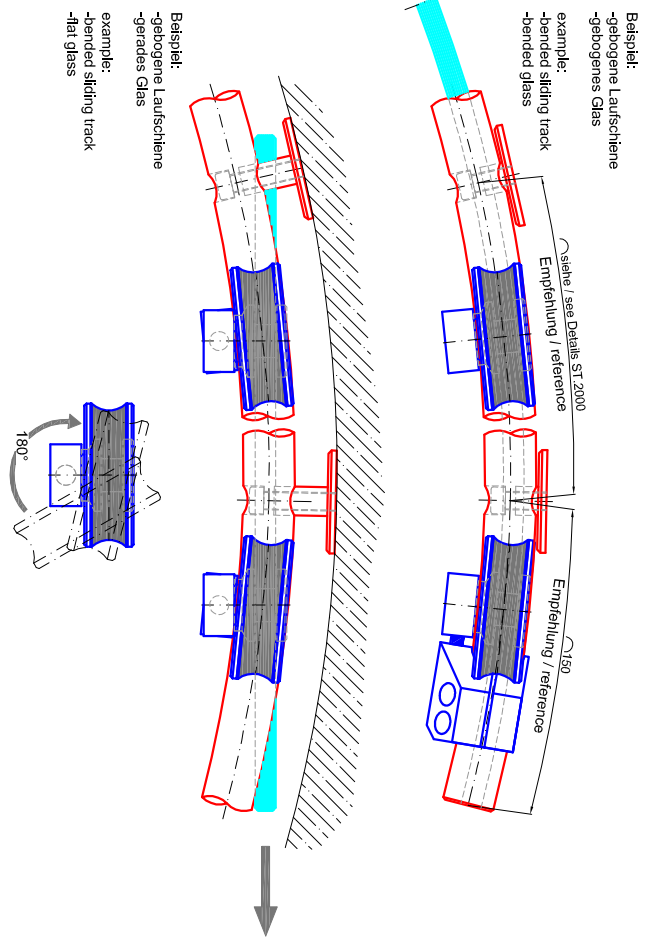 Beispiel:
-gebogene Laufschiene
-gebogenes Glas
example:
-bended sliding track
-bended glass
siehe / see Details ST.2000
Empfehlung / reference
150
Empfehlung / reference
Beispiel:
-gebogene Laufschiene
-gerades Glas
example:
-bended sliding track
-flat glass
180°